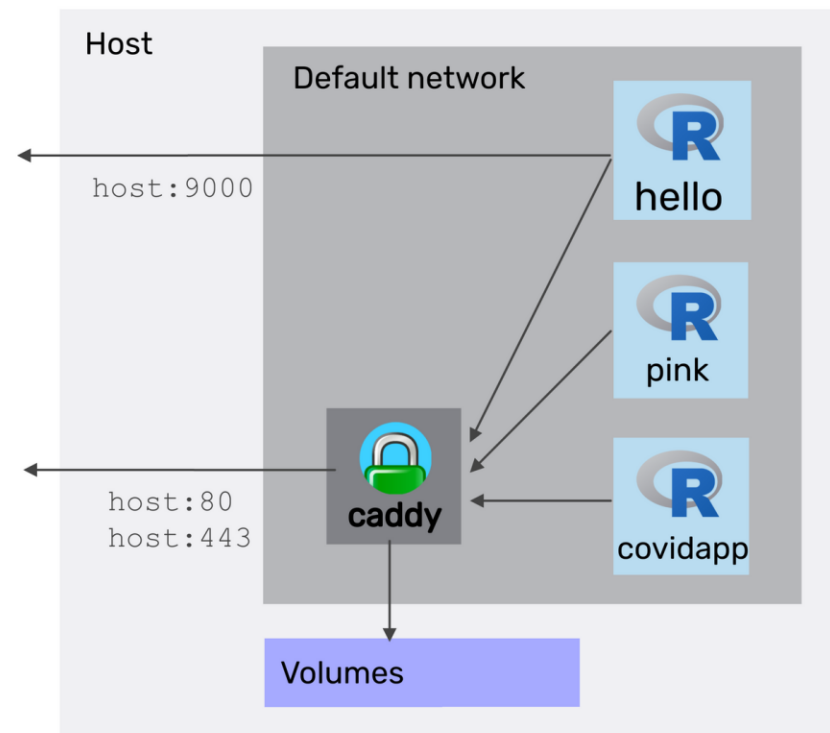 Host
Default network
R
hello
host:9000
R
pink
R
covidapp
caddy
host:80
host:443
Volumes